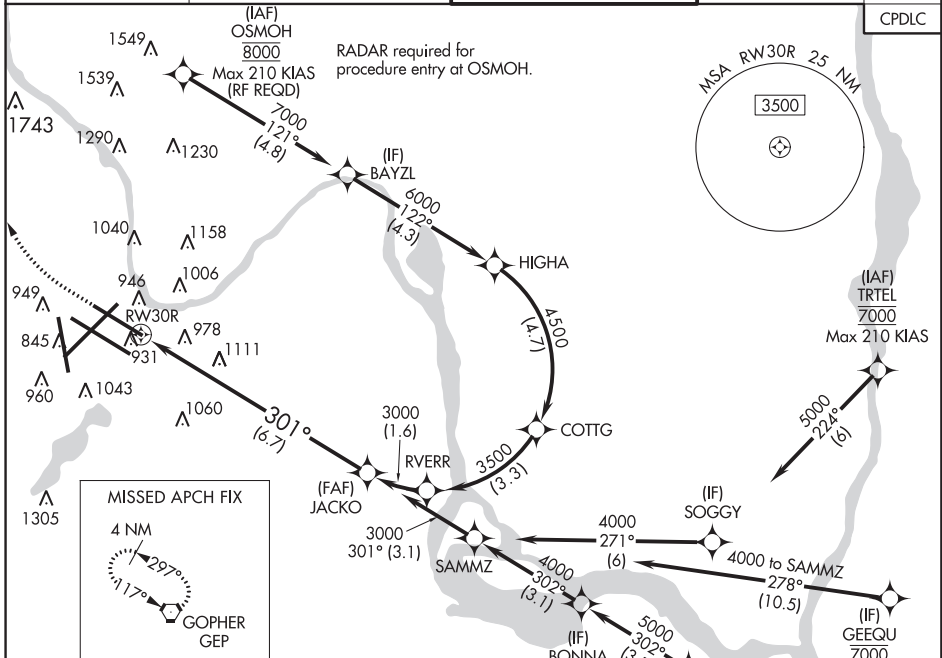 CPDLC
(IAF)
OSMOH
8000
Max 210 KIAS
(RF REQD)
RADAR required for
procedure entry at OSMOH.
MSA RW30R 25 NM
3500
1549
1539
1743
1290
1230
7000
121°
(4.8)
(IF)
BAYZL
6000
122°
(4.3)
HIGHA
1040
1158
1006
946
949
RW30R
845
978
931
1111
960
1043
1060
1305
4500
(4.7)
(IAF)
TRTEL
7000
Max 210 KIAS
5000
224°
(6)
301°
(6.7)
3000
(1.6)
COTTG
3500
(3.3)
RVERR
(FAF)
JACKO
3000
301° (3.1)
SAMMZ
(IF)
SOGGY
4000
271°
(6)
4000 to SAMMZ
278°
(10.5)
4000
302°
(3.1)
(IF)
BONNA
5000
302°
(IF)
GEEQU
7000
MISSED APCH FIX
4 NM
297°
117°
GOPHER
GEP